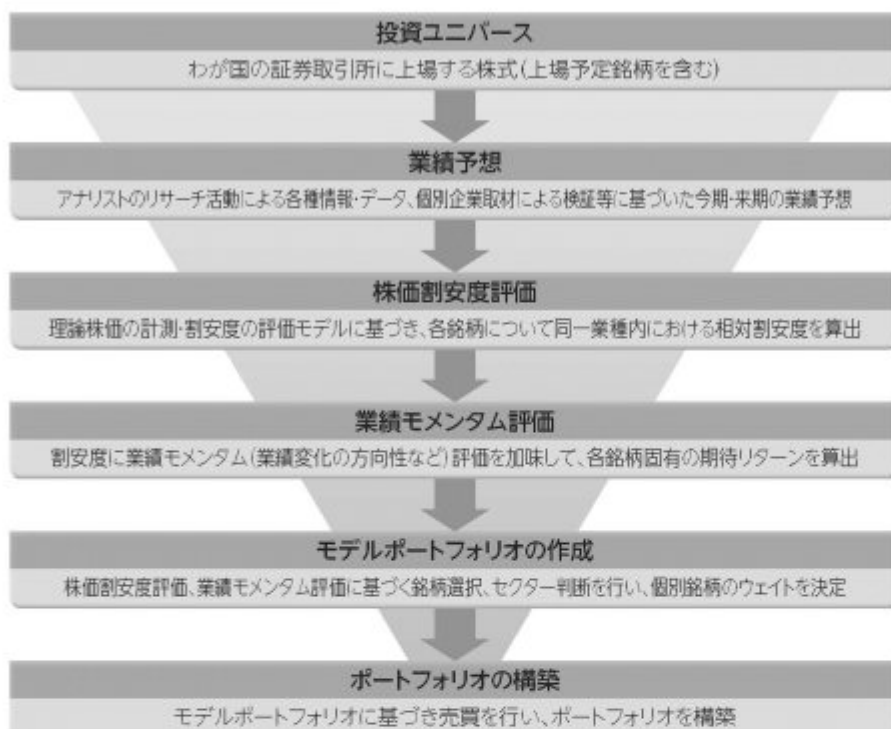 投資ユニバース
わが国の証券取引所に上場する株式(上場予定銘柄を含む)
業績予想
アナリストのリサーチ活動による各種情報・データ、個別企業取材による検証等に基づいた今期・来期の業績予想
株価割安度評価
理論株価の計測・割安度の評価モデルに基づき、各銘柄について同一業種内における相対割安度を算出
業績モメンタム評価
割安度に業績モメンタム(業績変化の方向性など)評価を加味して、各銘柄固有の期待リターンを算出
モデルポートフォリオの作成
株価割安度評価、業績モメンタム評価に基づく銘柄選択、セクター判断を行い、個別銘柄のウェイトを決定
ポートフォリオの構築
モデルポートフォリオに基づき売買を行い、ポートフォリオを構築